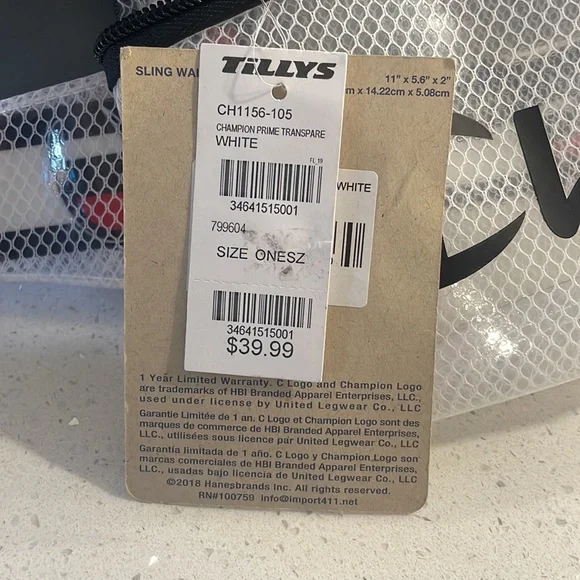 SLING WA
11" x 5.6" x 2"
m x 14.22cm x 5.08cm
TiLLYS
CH1156-105
CHAMPION PRIME TRANSPARE
WHITE
FL_19
34641515001
799604
SIZE ONESZ
34641515001
$39.99
WHITE
1 Year Limited Warranty. C Logo and Champion Logo
are trademarks of HBI Branded Apparel Enterprises, LLC.,
used under license by United Legwear Co., LLC
Garantie Limitée de 1 an. C Logo et Champion Logo sont des
marques de commerce de HBI Branded Apparel Enterprises,
LLC., utilisées sous licence par United Legwear Co., LLC
Garantía limitada de 1 año. C Logo y Champion Logo son
marcas comerciales de HBI Branded Apparel Enterprises,
LLC., usadas bajo licencia de United Legwear Co., LLC
©2018 Hanesbrands Inc. All rights reserved.
RN#100759 info@import411.net